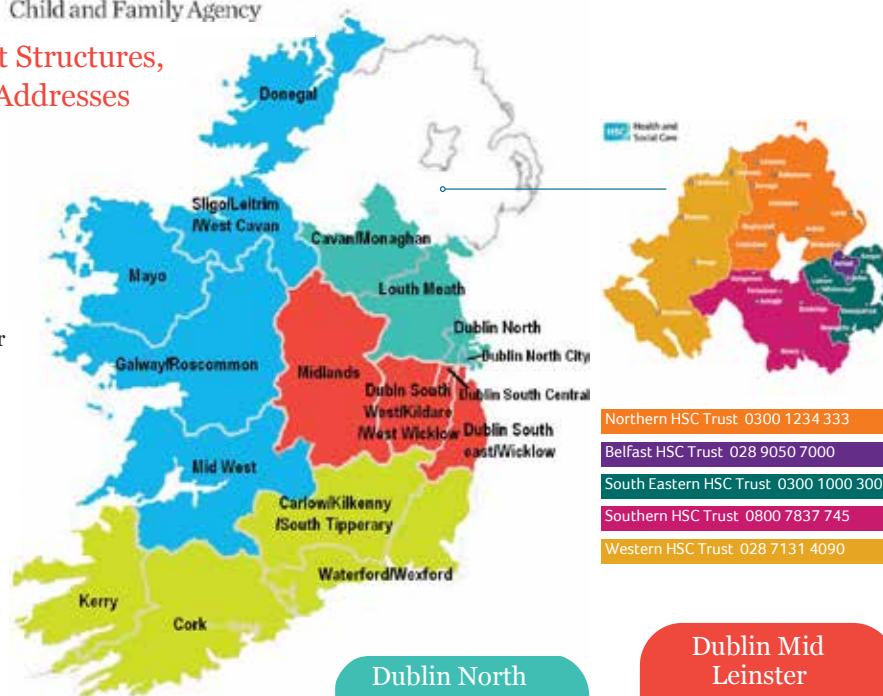 Child and Family Agency
t Structures,
Addresses
Donegal
HSC Health and
Social Care
Sligo/Leitrim
/West Cavan
Cavan/Monaghan
Mayo
Louth Meath
r
Dublin North
Dublin North City
Galway/Roscommon
Midlands
Dubln South
West/Kildare
/West Wicklow
Dublin South Central
Dublin South
east/Wicklow
Mid West
Carlow/Kilkenny
/South Tipperary
Waterford/Wexford
Kerry
Cork
Northern HSC Trust 0300 1234 333
Belfast HSC Trust 028 9050 7000
South Eastern HSC Trust 0300 1000 300
Southern HSC Trust 0800 7837 745
Western HSC Trust 028 7131 4090
Dublin North
Dublin Mid
Leinster